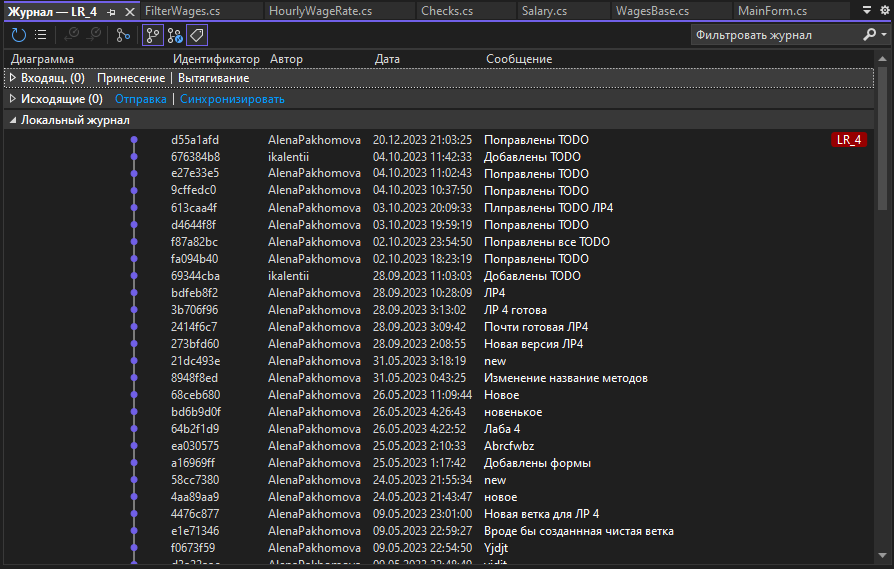 Журнал — LR_4 FilterWages.cs HourlyWageRate.cs Checks.cs Salary.cs WagesBase.cs MainForm.cs
Фильтровать журнал
Диаграмма Идентификатор Автор Дата Сообщение
Входящ. (0) Принесение | Вытягивание
Исходящие (0) Отправка | Синхронизировать
Локальный журнал
d55a1afd AlenaPakhomova 20.12.2023 21:03:25 Поправлены TODO LR_4
676384b8 ikalentii 04.10.2023 11:42:33 Добавлены TODO
e27e33e5 AlenaPakhomova 04.10.2023 11:02:43 Поправлены TODO
9cffedc0 AlenaPakhomova 04.10.2023 10:37:50 Поправлены TODO
613caa4f AlenaPakhomova 03.10.2023 20:09:33 Плправлены TODO ЛР4
d4644f8f AlenaPakhomova 03.10.2023 19:59:19 Поправлены TODO
f87a82bc AlenaPakhomova 02.10.2023 23:54:50 Поправлены все TODO
fa094b40 AlenaPakhomova 02.10.2023 18:23:19 Поправлены TODO
69344cba ikalentii 28.09.2023 11:03:03 Добавлены TODO
bdfeb8f2 AlenaPakhomova 28.09.2023 10:28:09 ЛР4
3b706f96 AlenaPakhomova 28.09.2023 3:13:02 ЛР 4 готова
2414f6c7 AlenaPakhomova 28.09.2023 3:09:42 Почти готовая ЛР4
273bfd60 AlenaPakhomova 28.09.2023 2:08:55 Новая версия ЛР4
21dc493e AlenaPakhomova 31.05.2023 3:18:19 new
8948f8ed AlenaPakhomova 31.05.2023 0:43:25 Изменение название методов
68ceb680 AlenaPakhomova 26.05.2023 11:09:44 Новое
bd6b9d0f AlenaPakhomova 26.05.2023 4:26:43 новенькое
64b2f1d9 AlenaPakhomova 26.05.2023 4:22:52 Лаба 4
ea030575 AlenaPakhomova 25.05.2023 2:10:33 Abrcfwbz
a16969ff AlenaPakhomova 25.05.2023 1:17:42 Добавлены формы
58cc7380 AlenaPakhomova 24.05.2023 21:55:34 new
4aa89aa9 AlenaPakhomova 24.05.2023 21:43:47 новое
4476c877 AlenaPakhomova 09.05.2023 23:01:00 Новая ветка для ЛР 4
e1e71346 AlenaPakhomova 09.05.2023 22:59:27 Вроде бы созданнная чистая ветка
f0673f59 AlenaPakhomova 09.05.2023 22:54:50 Yjdjt